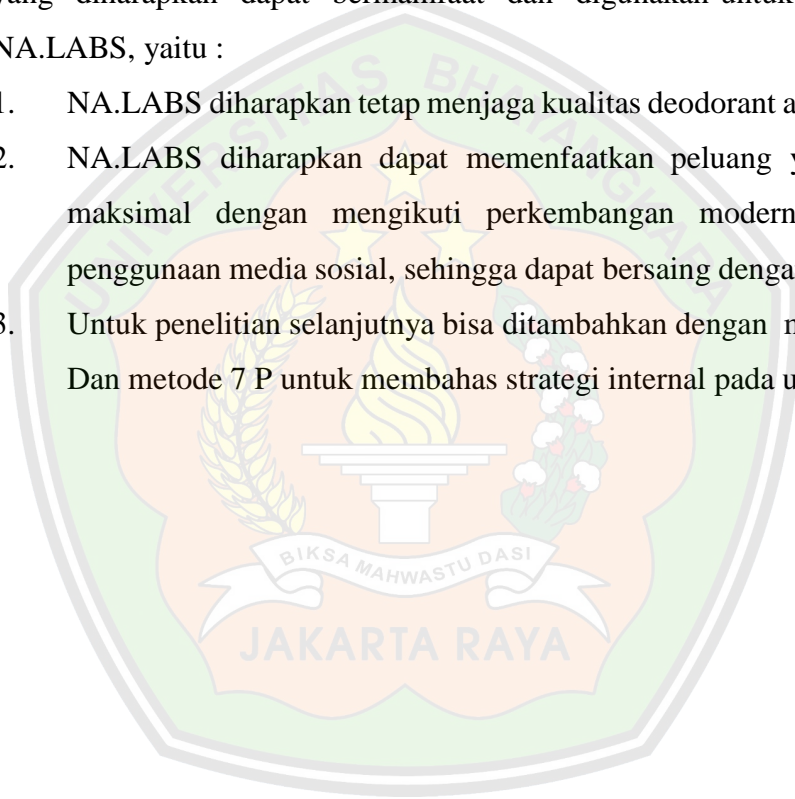 yang diharapkan dapat bermanfaat dan digunakan untuk
NA.LABS, yaitu :
1. NA.LABS diharapkan tetap menjaga kualitas deodorant a
2. NA.LABS diharapkan dapat memenfaatkan peluang y
maksimal dengan mengikuti perkembangan modern
penggunaan media sosial, sehingga dapat bersaing denga
3. Untuk penelitian selanjutnya bisa ditambahkan dengan
Dan metode 7 P untuk membahas strategi internal pada u
UNIVERSITAS BHAYANGKARA
BIKSA MAHWASTU DASI
JAKARTA RAYA